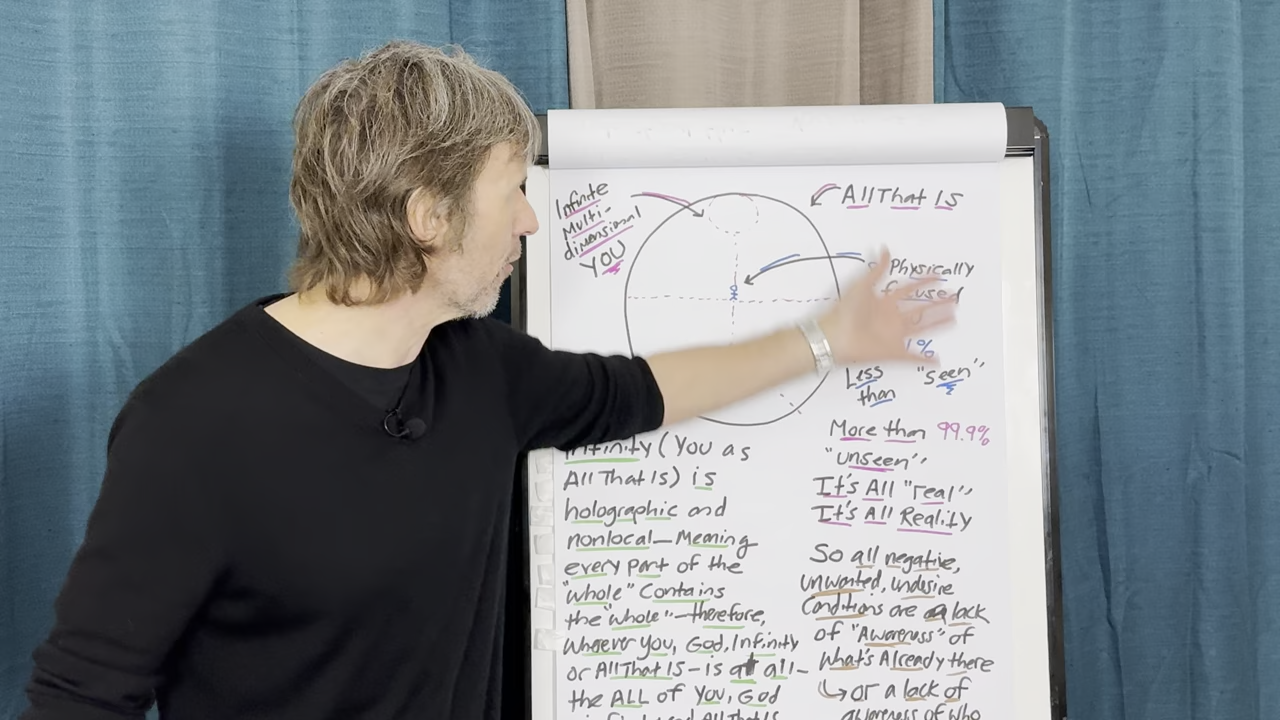 Infinite
Multi-
dimensional
YOU
All That Is
Physically
focused
1%
Less
than
"seen"
More than 99.9%
"unseen"
It's All "real"
It's All Reality
Infinity (You as
All That Is) is
holographic and
nonlocal—Meaning
every part of the
"whole" Contains
the "whole"—therefore,
wherever you, God, Infinity
or All That Is—is at all—
the ALL of You, God
All That Is
So all negative,
unwanted, undesire
Conditions are a lack
of "Awareness" of
what's Already there
or a lack of
awareness of who